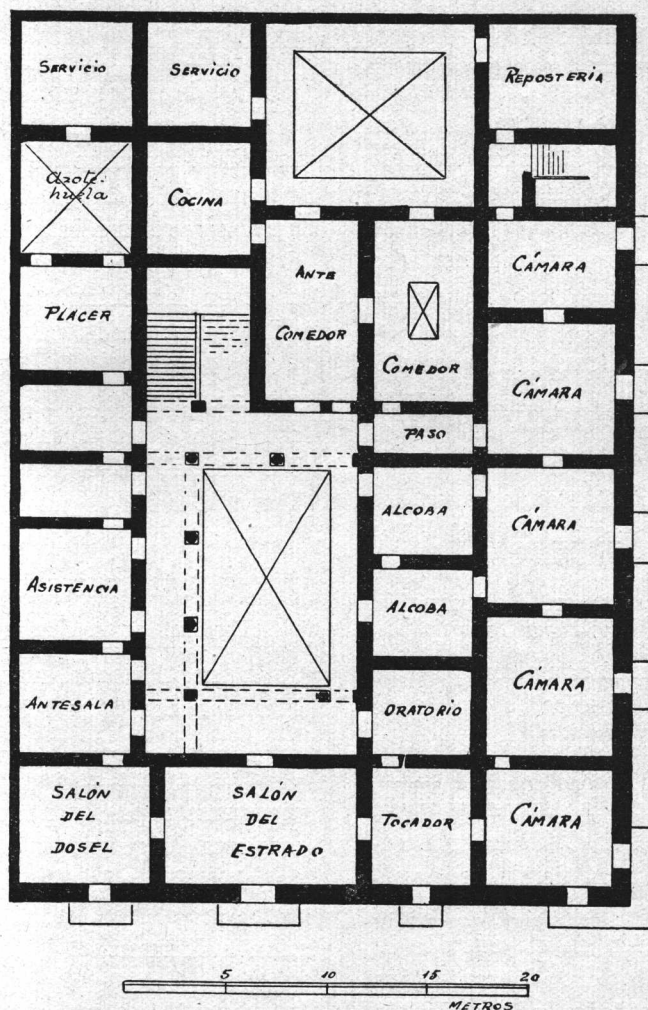 SERVICIO
SERVICIO
REPOSTERIA
Azote-
huela
COCINA
CÁMARA
ANTE
COMEDOR
COMEDOR
PLACER
CÁMARA
PASO
ALCOBA
CÁMARA
ASISTENCIA
ALCOBA
CÁMARA
ANTESALA
ORATORIO
SALÓN
DEL
DOSEL
SALÓN
DEL
ESTRADO
TOCADOR
CÁMARA
5 10 15 20
METROS